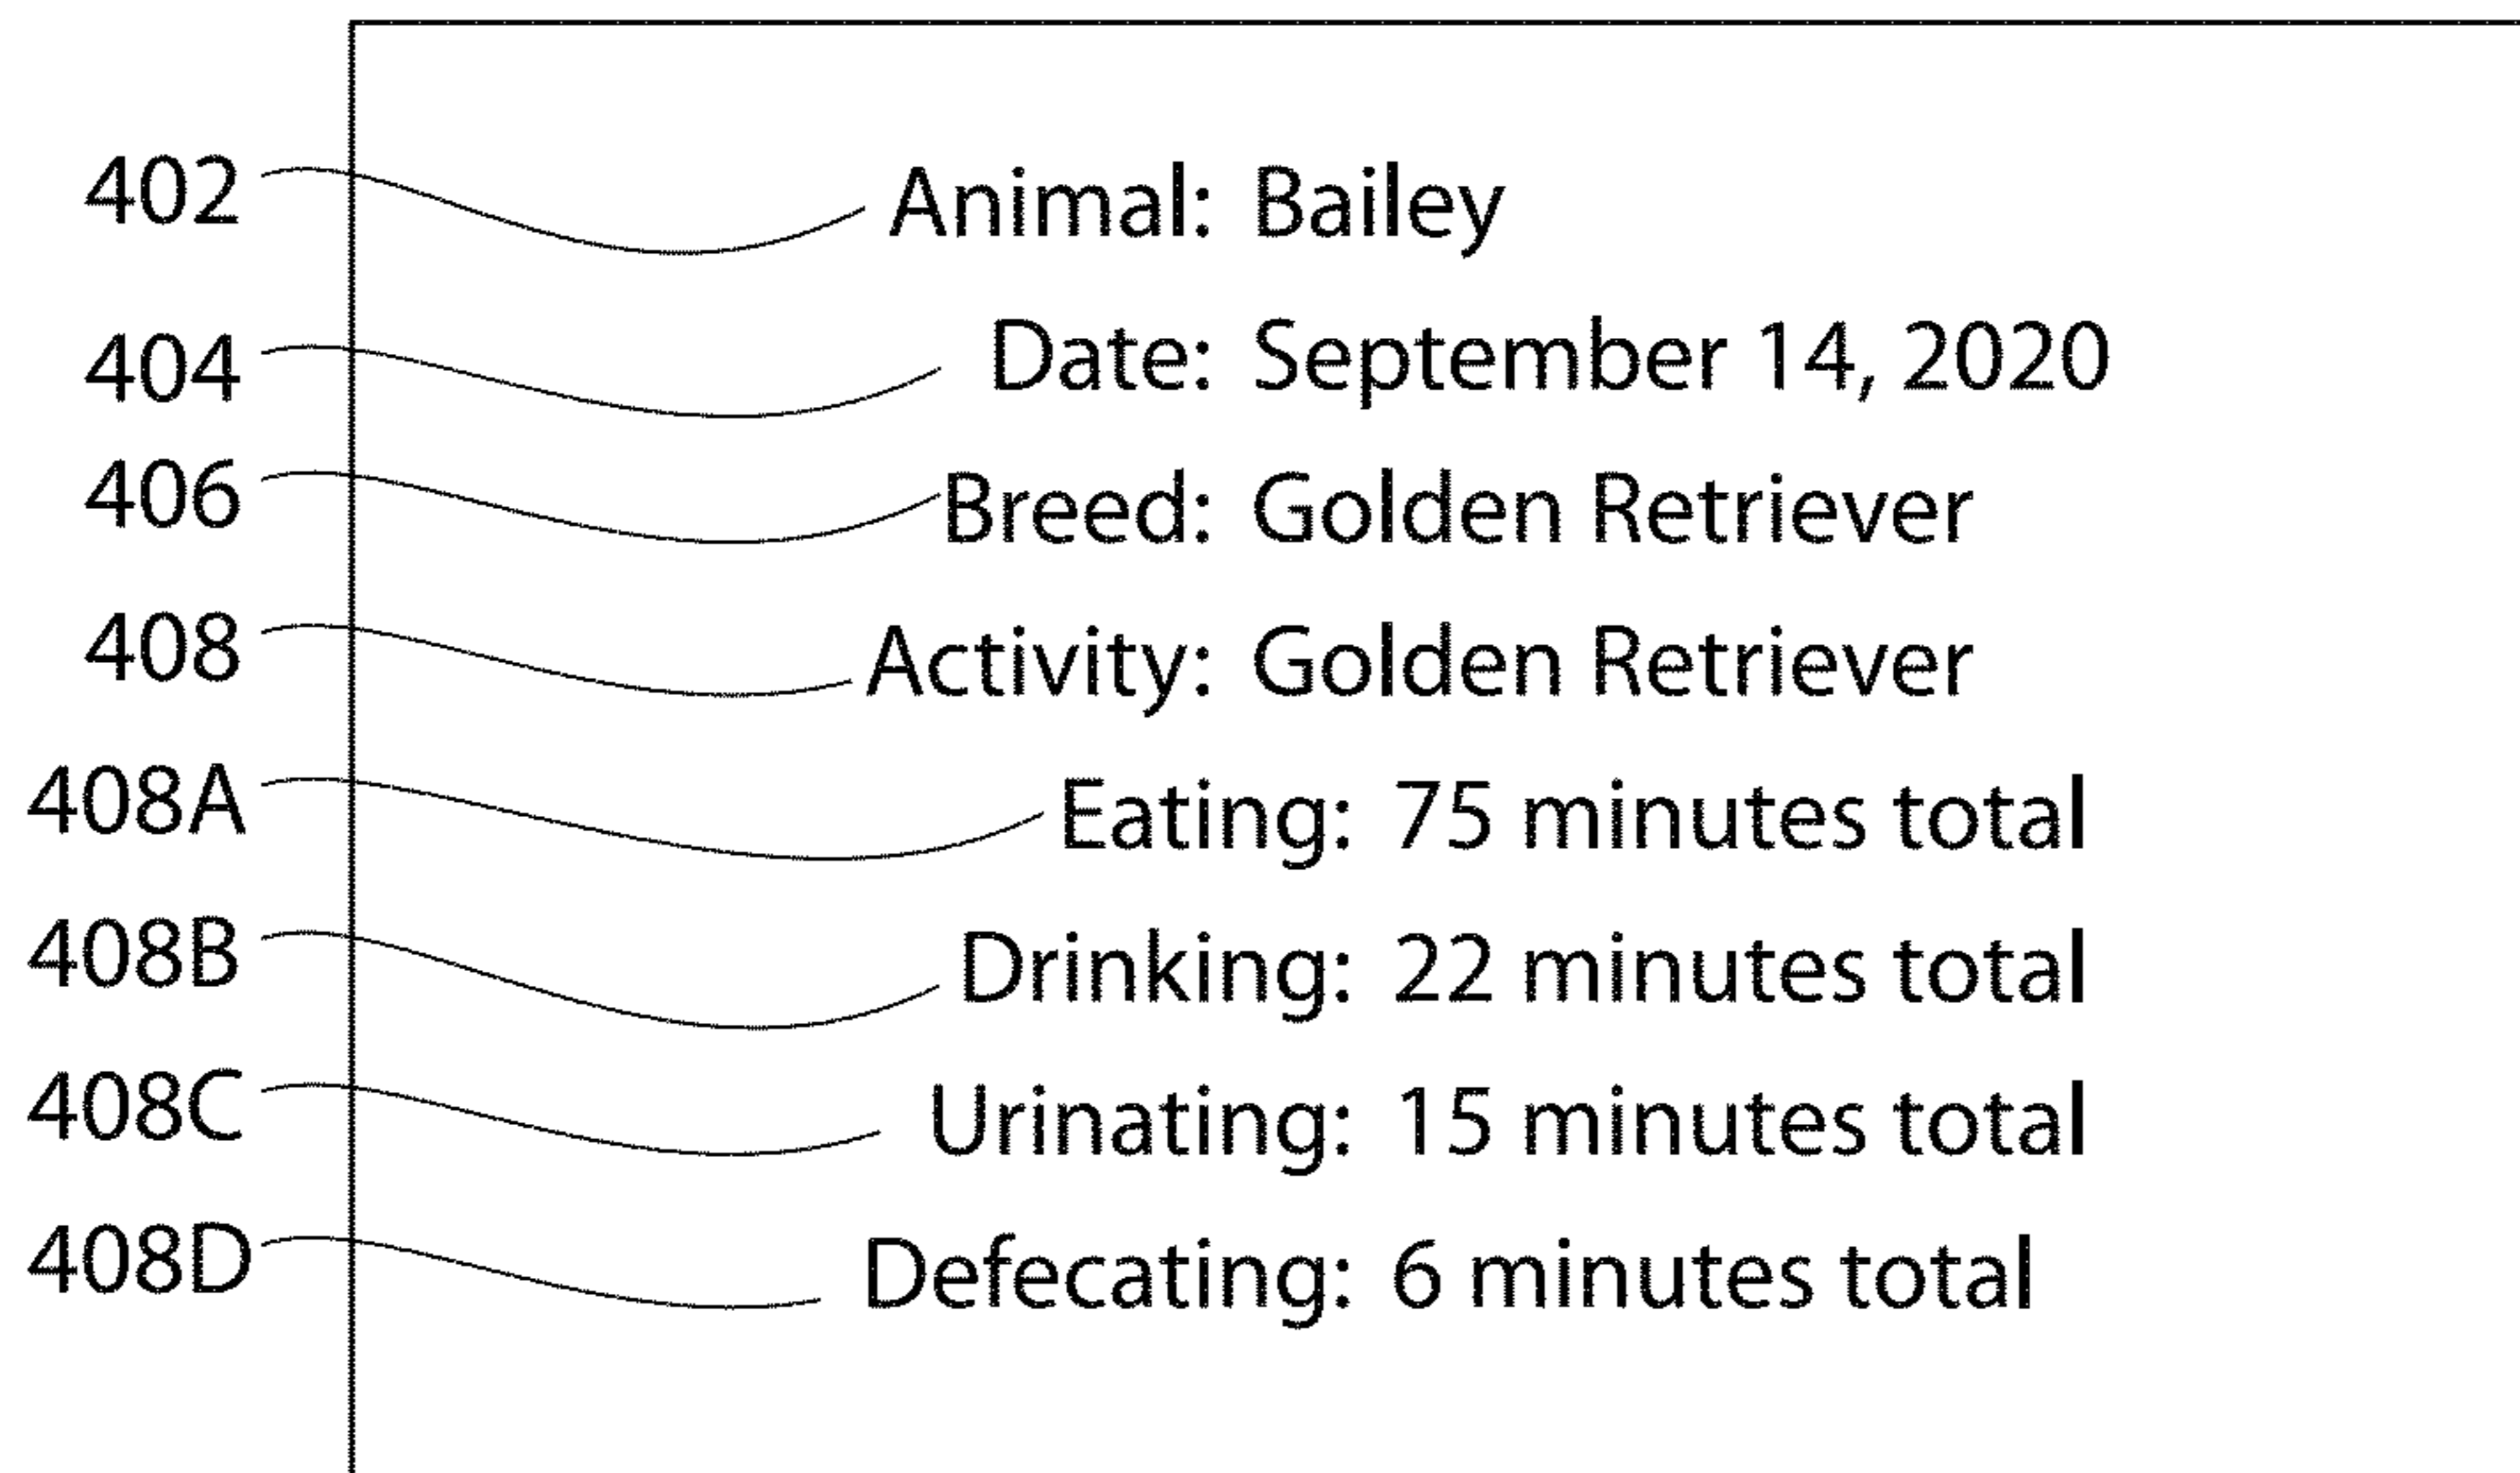 402 Animal: Bailey
404 Date: September 14, 2020
406 Breed: Golden Retriever
408 Activity: Golden Retriever
408A Eating: 75 minutes total
408B Drinking: 22 minutes total
408C Urinating: 15 minutes total
408D Defecating: 6 minutes total